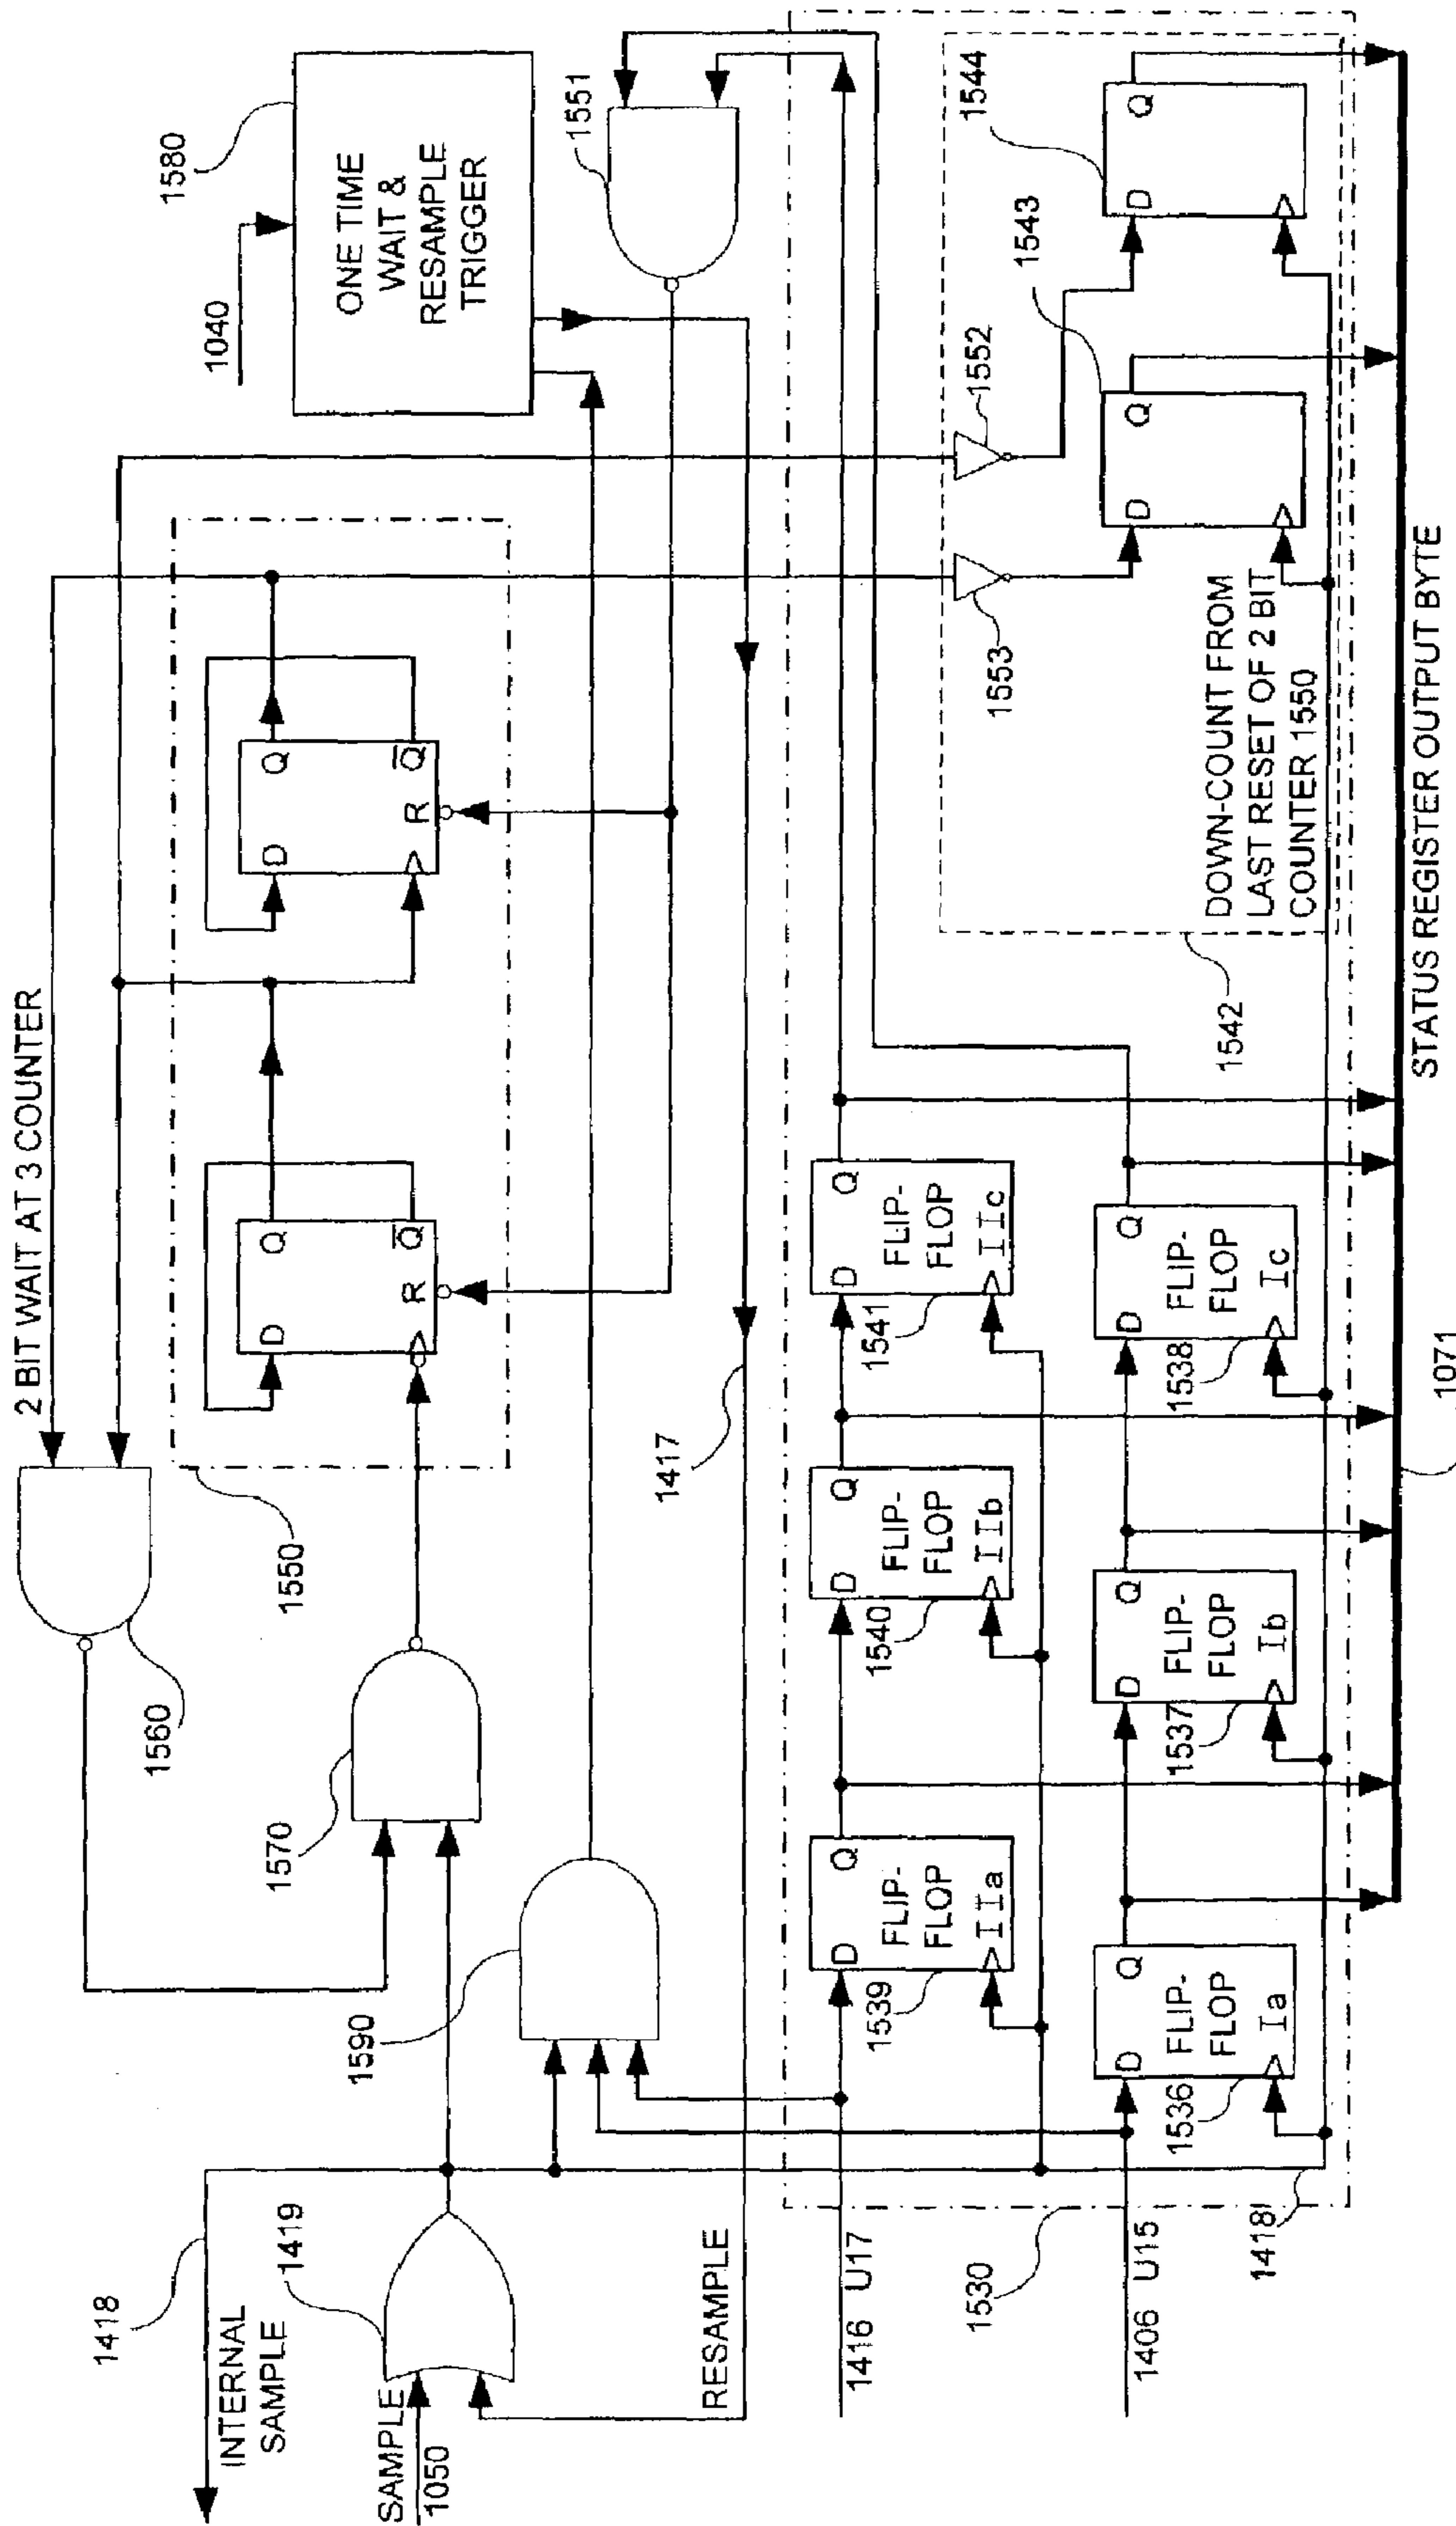 2 BIT WAIT AT 3 COUNTER
1418
INTERNAL
SAMPLE
1419
SAMPLE
1050
RESAMPLE
1560
1570
1590
1550
D
Q
Q
R
D
Q
Q
R
1417
1040
1580
ONE TIME
WAIT &
RESAMPLE
TRIGGER
1551
1416 U17
1406 U15
1530
1418'
1539
D
Q
FLIP-
FLOP
IIa
1540
D
Q
FLIP-
FLOP
IIb
1541
D
Q
FLIP-
FLOP
IIc
1536
D
Q
FLIP-
FLOP
Ia
1537
D
Q
FLIP-
FLOP
Ib
1538
D
Q
FLIP-
FLOP
Ic
1542
1553
1552
1543
D
Q
1544
D
Q
DOWN-COUNT FROM
LAST RESET OF 2 BIT
COUNTER 1550
STATUS REGISTER OUTPUT BYTE
1071